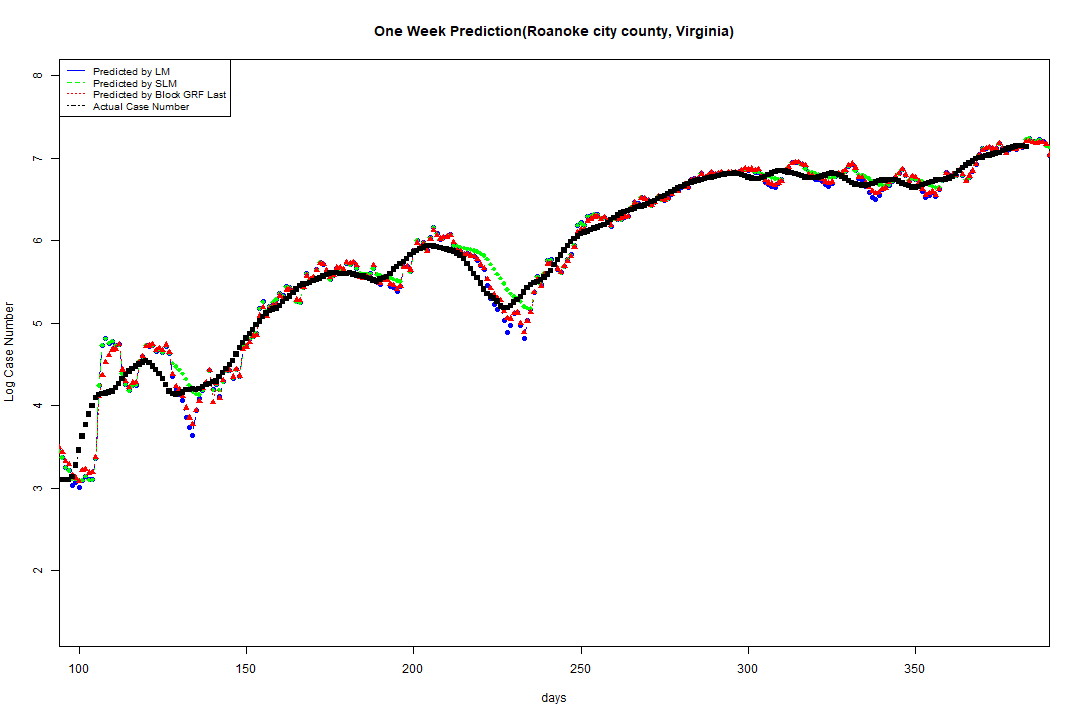 One Week Prediction(Roanoke city county, Virginia)
Predicted by LM
Predicted by SLM
Predicted by Block GRF Last
Actual Case Number
8
7
6
5
4
3
2
Log Case Number
100 150 200 250 300 350
days